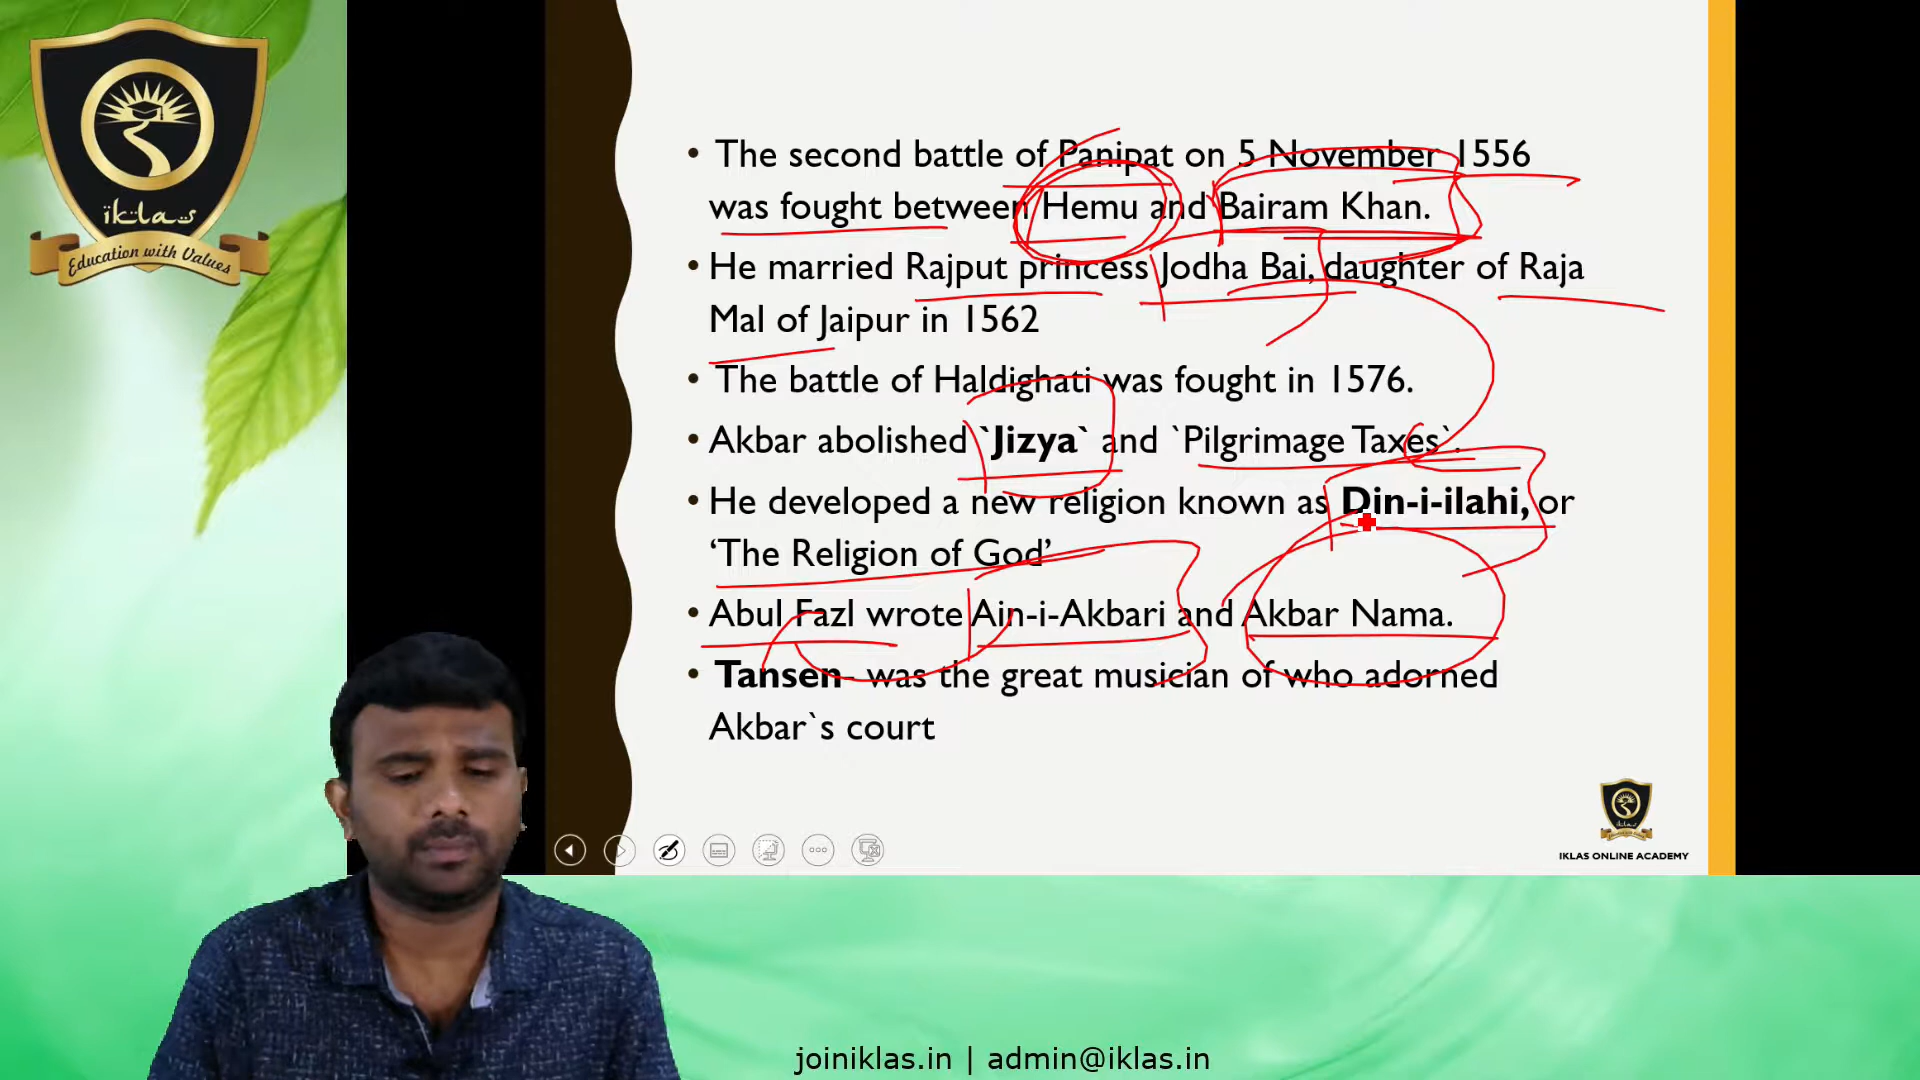 iklas
Education with Values
• The second battle of Panipat on 5 November 1556
was fought between Hemu and Bairam Khan.
• He married Rajput princess Jodha Bai, daughter of Raja
Mal of Jaipur in 1562
• The battle of Haldighati was fought in 1576.
• Akbar abolished `Jizya` and `Pilgrimage Taxes`.
• He developed a new religion known as Din-i-ilahi, or
‘The Religion of God’
• Abul Fazl wrote Ain-i-Akbari and Akbar Nama.
• Tansen- was the great musician of who adorned
Akbar`s court
iklas
IKLAS ONLINE ACADEMY
joiniklas.in | admin@iklas.in